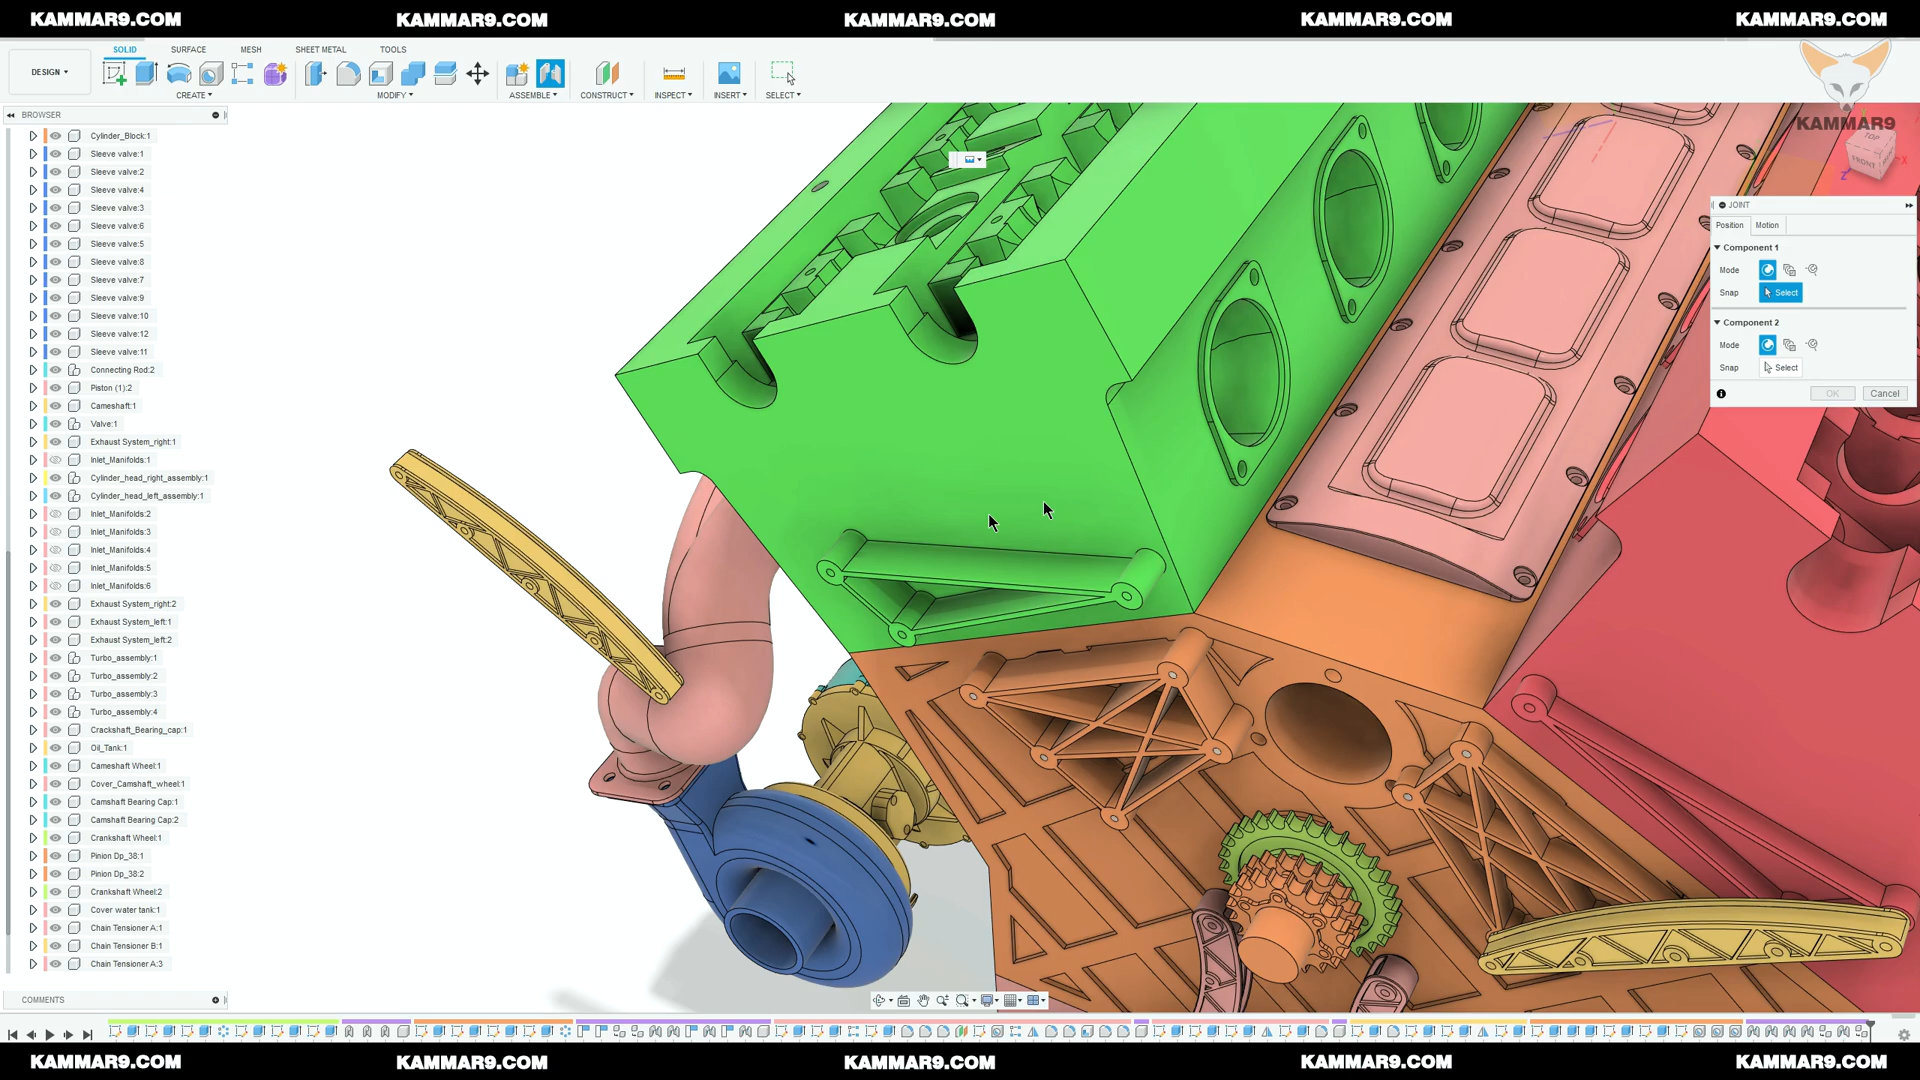 KAMMAR9.COM KAMMAR9.COM KAMMAR9.COM KAMMAR9.COM KAMMAR9.COM
SOLID SURFACE MESH SHEET METAL TOOLS
DESIGN
CREATE MODIFY ASSEMBLE CONSTRUCT INSPECT INSERT SELECT
KAMMAR9
BROWSER
TOP
FRONT
X
Z
Cylinder_Block:1
Sleeve valve:1
Sleeve valve:2
Sleeve valve:4
Sleeve valve:3
Sleeve valve:6
Sleeve valve:5
Sleeve valve:8
Sleeve valve:7
Sleeve valve:9
Sleeve valve:10
Sleeve valve:12
Sleeve valve:11
Connecting Rod:2
Piston (1):2
Cameshaft:1
Valve:1
Exhaust System_right:1
Inlet_Manifolds:1
Cylinder_head_right_assembly:1
Cylinder_head_left_assembly:1
Inlet_Manifolds:2
Inlet_Manifolds:3
Inlet_Manifolds:4
Inlet_Manifolds:5
Inlet_Manifolds:6
Exhaust System_right:2
Exhaust System_left:1
Exhaust System_left:2
Turbo_assembly:1
Turbo_assembly:2
Turbo_assembly:3
Turbo_assembly:4
Crackshaft_Bearing_cap:1
Oil_Tank:1
Cameshaft Wheel:1
Cover_Camshaft_wheel:1
Camshaft Bearing Cap:1
Camshaft Bearing Cap:2
Crankshaft Wheel:1
Pinion Dp_38:1
Pinion Dp_38:2
Crankshaft Wheel:2
Cover water tank:1
Chain Tensioner A:1
Chain Tensioner B:1
Chain Tensioner A:3
JOINT
Position Motion
Component 1
Mode
Snap Select
Component 2
Mode
Snap Select
OK Cancel
COMMENTS
KAMMAR9.COM KAMMAR9.COM KAMMAR9.COM KAMMAR9.COM KAMMAR9.COM